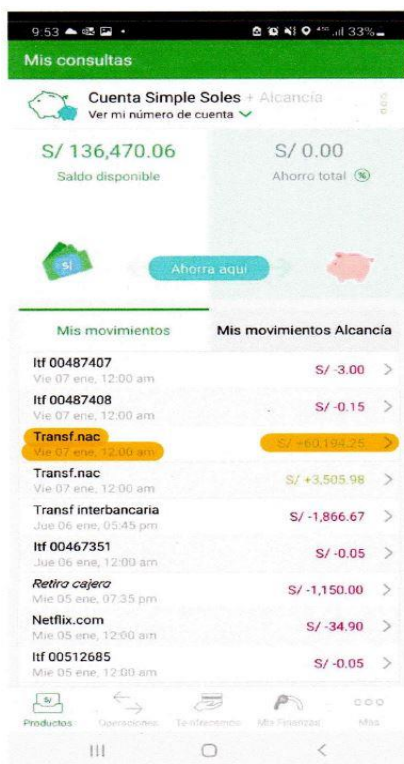 9:53
33%
Mis consultas
Cuenta Simple Soles + Alcancía
Ver mi número de cuenta
S/ 136,470.06
Saldo disponible
S/ 0.00
Ahorro total %
S/
Ahorra aquí
Mis movimientos
Mis movimientos Alcancía
Itf 00487407
Vie 07 ene, 12:00 am
S/ -3.00
Itf 00487408
Vie 07 ene, 12:00 am
S/ -0.15
Transf.nac
Vie 07 ene, 12:00 am
S/ +60,194.25
Transf.nac
Vie 07 ene, 12:00 am
S/ +3,505.98
Transf interbancaria
Jue 06 ene, 05:45 pm
S/ -1,866.67
Itf 00467351
Jue 06 ene, 12:00 am
S/ -0.05
Retiro cajero
Mie 05 ene, 07:35 pm
S/ -1,150.00
Netflix.com
Mie 05 ene, 12:00 am
S/ -34.90
Itf 00512685
Mie 05 ene, 12:00 am
S/ -0.05
S/
Productos
Operaciones
Te ofrecemos
Mis Finanzas
Más